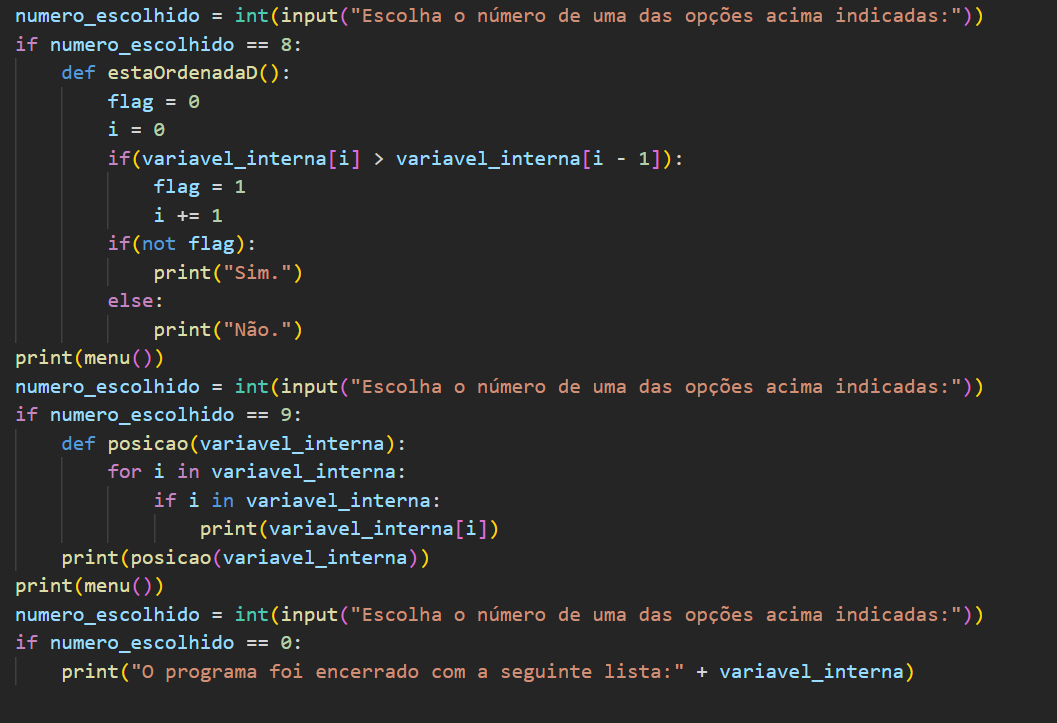 numero_escolhido = int(input("Escolha o número de uma das opções acima indicadas:"))
if numero_escolhido == 8:
    def estaOrdenadaD():
        flag = 0
        i = 0
        if(variavel_interna[i] > variavel_interna[i - 1]):
            flag = 1
            i += 1
        if(not flag):
            print("Sim.")
        else:
            print("Não.")
print(menu())
numero_escolhido = int(input("Escolha o número de uma das opções acima indicadas:"))
if numero_escolhido == 9:
    def posicao(variavel_interna):
        for i in variavel_interna:
            if i in variavel_interna:
                print(variavel_interna[i])
    print(posicao(variavel_interna))
print(menu())
numero_escolhido = int(input("Escolha o número de uma das opções acima indicadas:"))
if numero_escolhido == 0:
    print("O programa foi encerrado com a seguinte lista:" + variavel_interna)